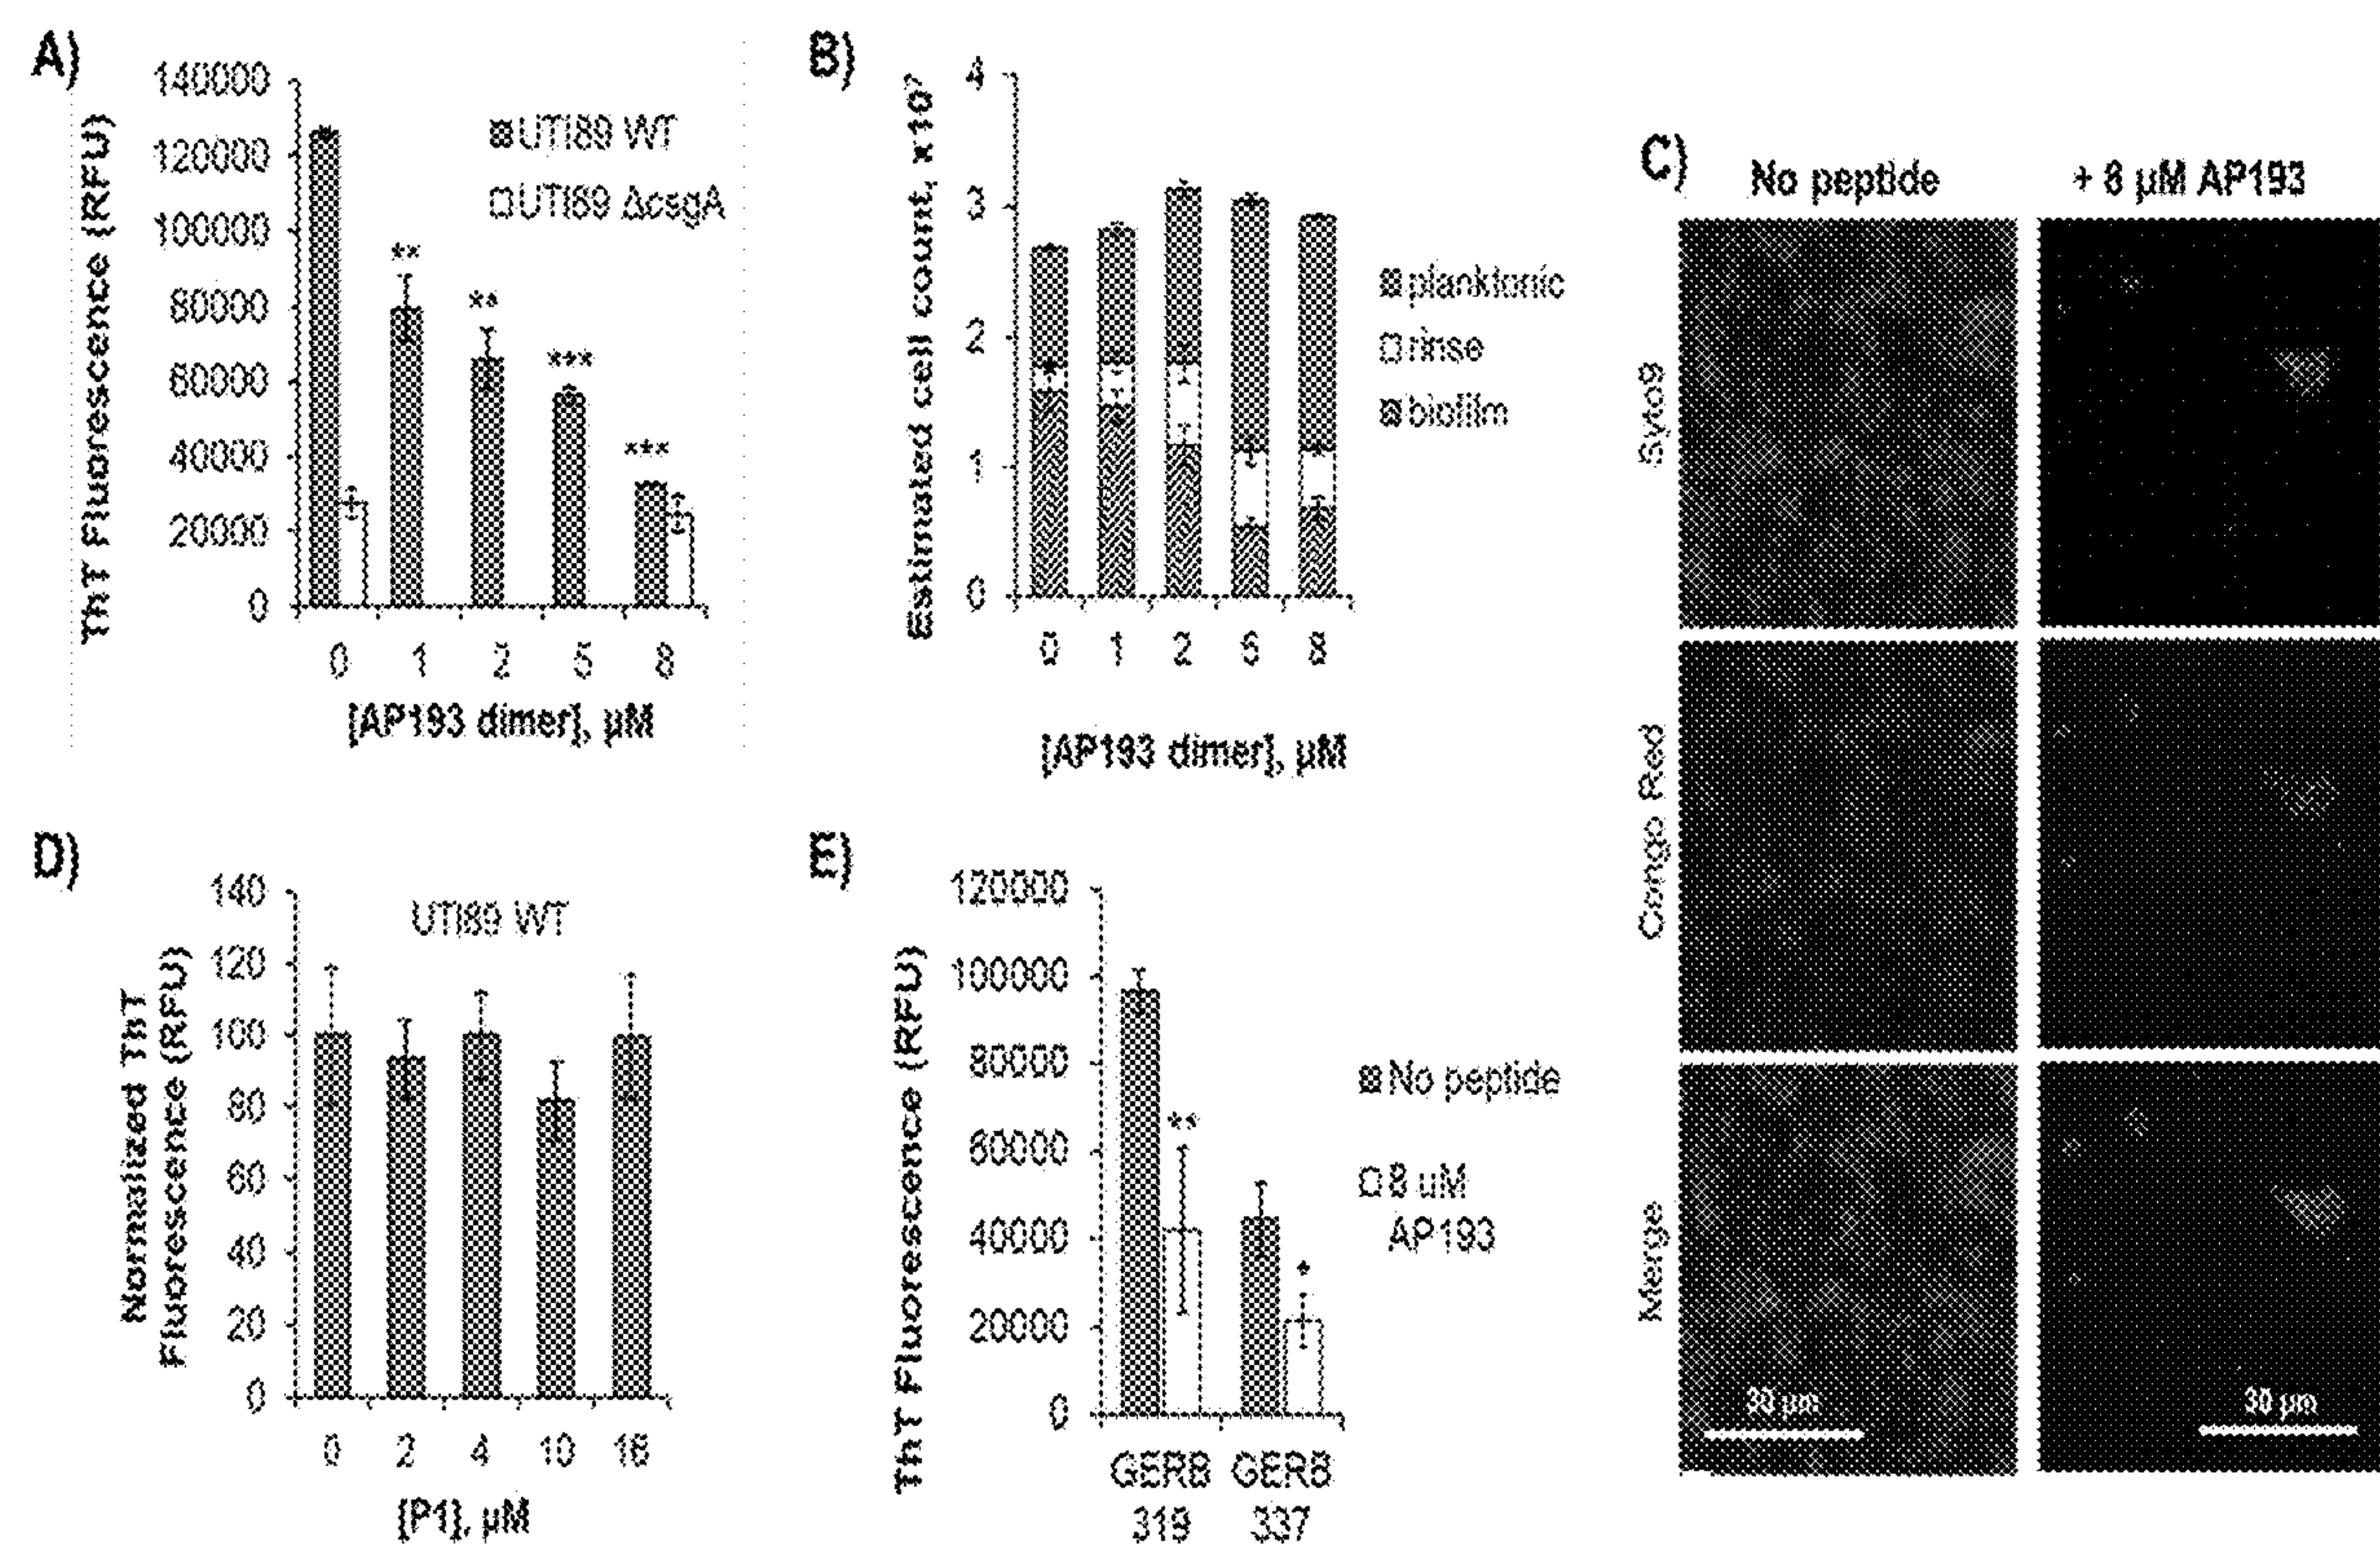 A)
ThT Fluorescence (RFU)
140000
120000
100000
80000
60000
40000
20000
0
UTI89 WT
UTI89 ΔcsgA
**
**
***
***
0 1 2 5 8
[AP193 dimer], µM
B)
Estimated cell count, x10⁷
4
3
2
1
0
planktonic
rinse
biofilm
0 1 2 5 8
[AP193 dimer], µM
C)
No peptide + 8 µM AP193
Syto9
Congo Red
Merge
30 µm 30 µm
D)
Normalized ThT
Fluorescence (RFU)
140
120
100
80
60
40
20
0
UTI89 WT
0 2 4 10 16
[P1], µM
E)
ThT Fluorescence (RFU)
120000
100000
80000
60000
40000
20000
0
**
*
No peptide
8 uM
AP193
GERB GERB
319 337